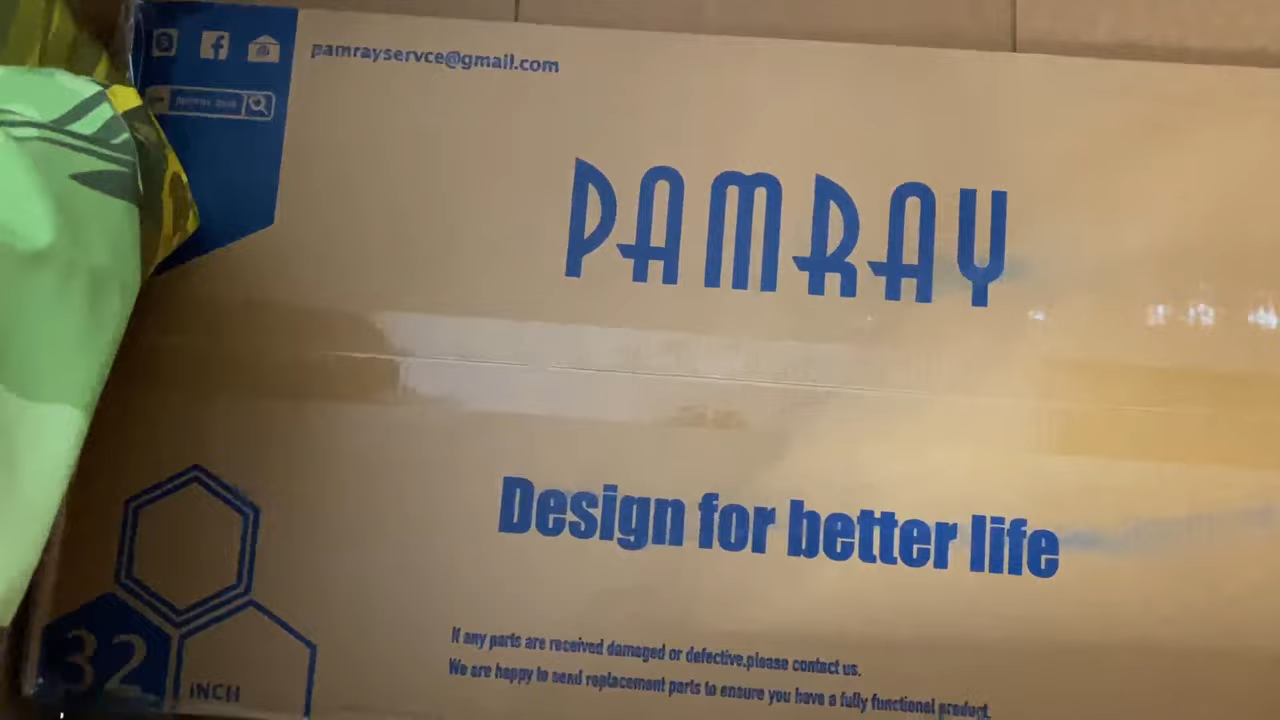 pamrayservce@gmail.com
PAMRAY
Design for better life
If any parts are received damaged or defective,please contact us.
We are happy to send replacement parts to ensure you have a fully functional product.
32
INCH